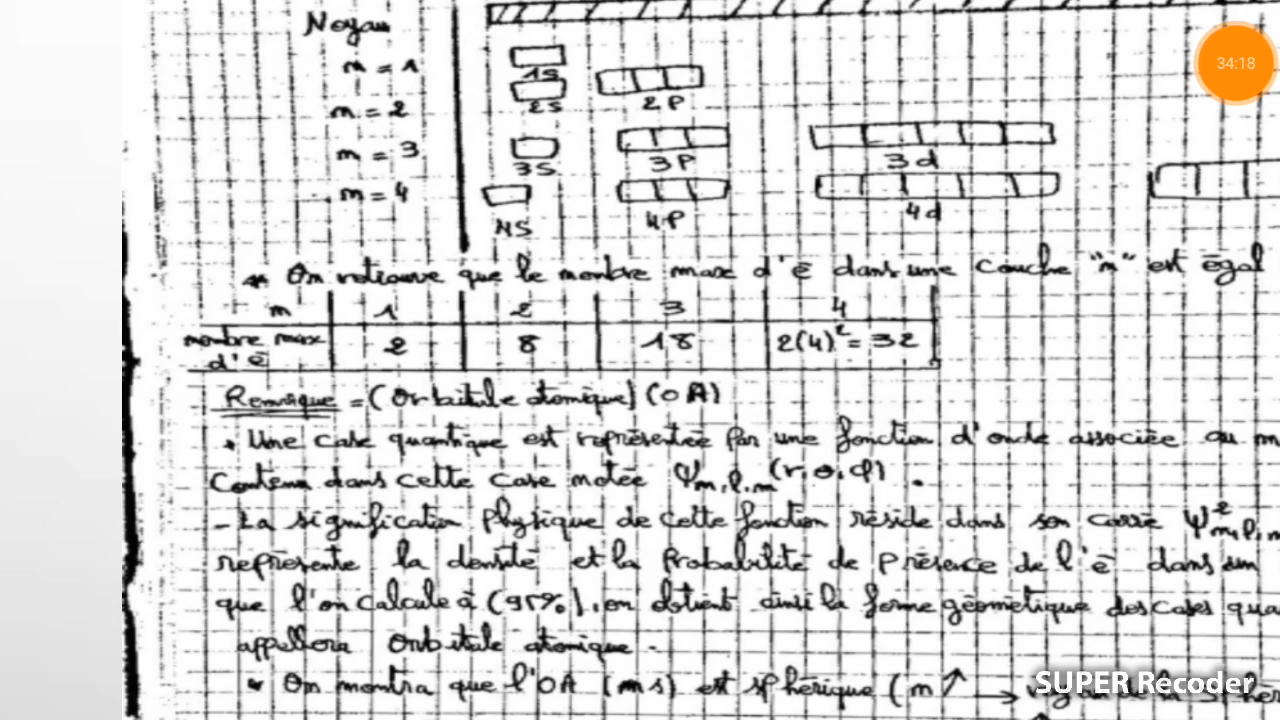 Noyau
n = 1
1S
n = 2
2S 2P
n = 3
3S 3P 3d
n = 4
4S 4P 4d
On retrouve que le nombre max d'ē dans une couche "n" est égal
n 1 2 3 4
nombre max d'ē 2 8 18 2(4)² = 32
Remarque = (Orbitale atomique) (OA)
• Une case quantique est représentée par une fonction d'onde associée au
Contenu dans cette case notée Ψn,l,m(r,θ,φ).
- La signification physique de cette fonction réside dans son carré Ψ²n,l,m
représente la densité et la Probabilité de Présence de l'ē dans un
que l'on calcule à (95%), on obtient ainsi la forme géométique des cases
appellera Orbitale atomique.
• On montra que l'OA (ns) est sphérique (n↑ →
34:18
SUPER Recoder